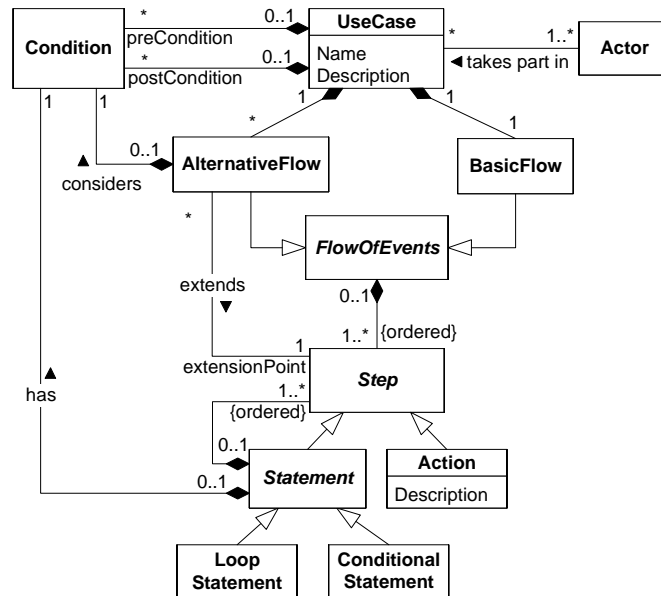 * 0..1 UseCase
Condition preCondition Name * 1..* Actor
* 0..1 Description
postCondition ◀ takes part in
1 1 1 1
* 1
0..1 AlternativeFlow BasicFlow
▲
considers
*
FlowOfEvents
extends 0..1
▼
1..* {ordered}
1
extensionPoint Step
▲ 1..*
has {ordered}
0..1 Action
Statement
0..1 Description
Loop Conditional
Statement Statement